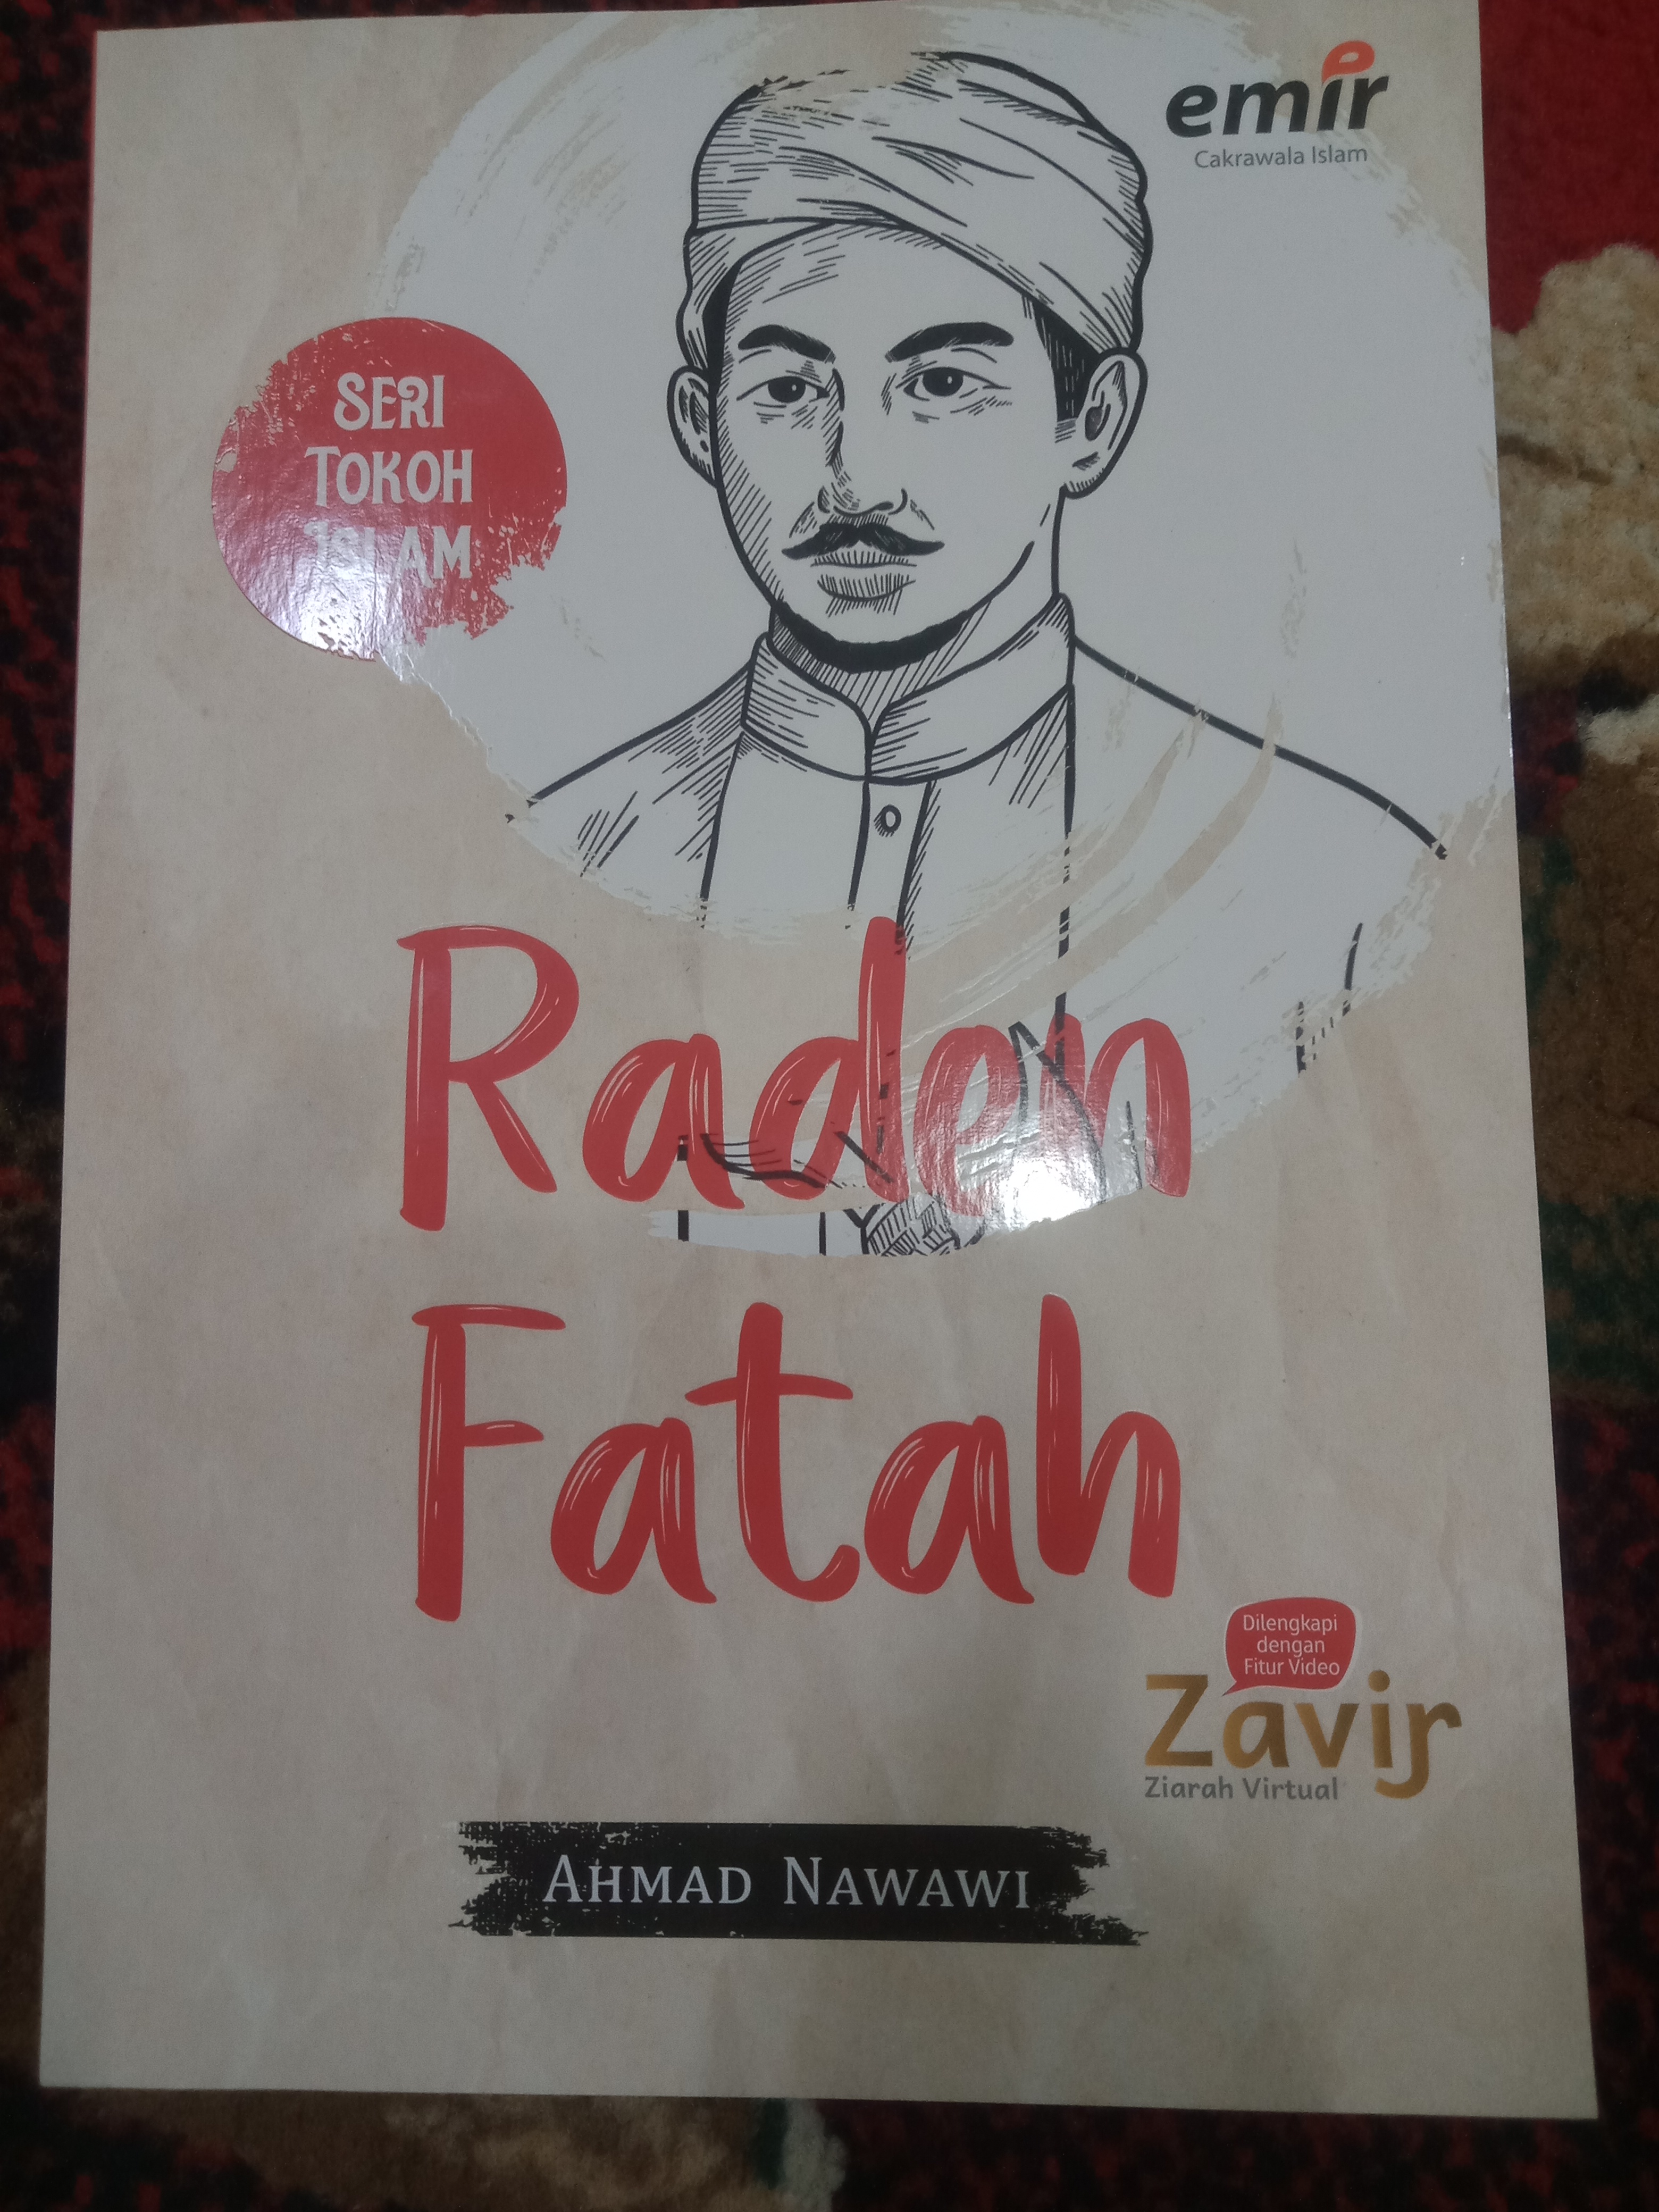 emir
Cakrawala Islam
SERI
TOKOH
ISLAM
Raden
Fatah
Dilengkapi
dengan
Fitur Video
Zavir
Ziarah Virtual
AHMAD NAWAWI